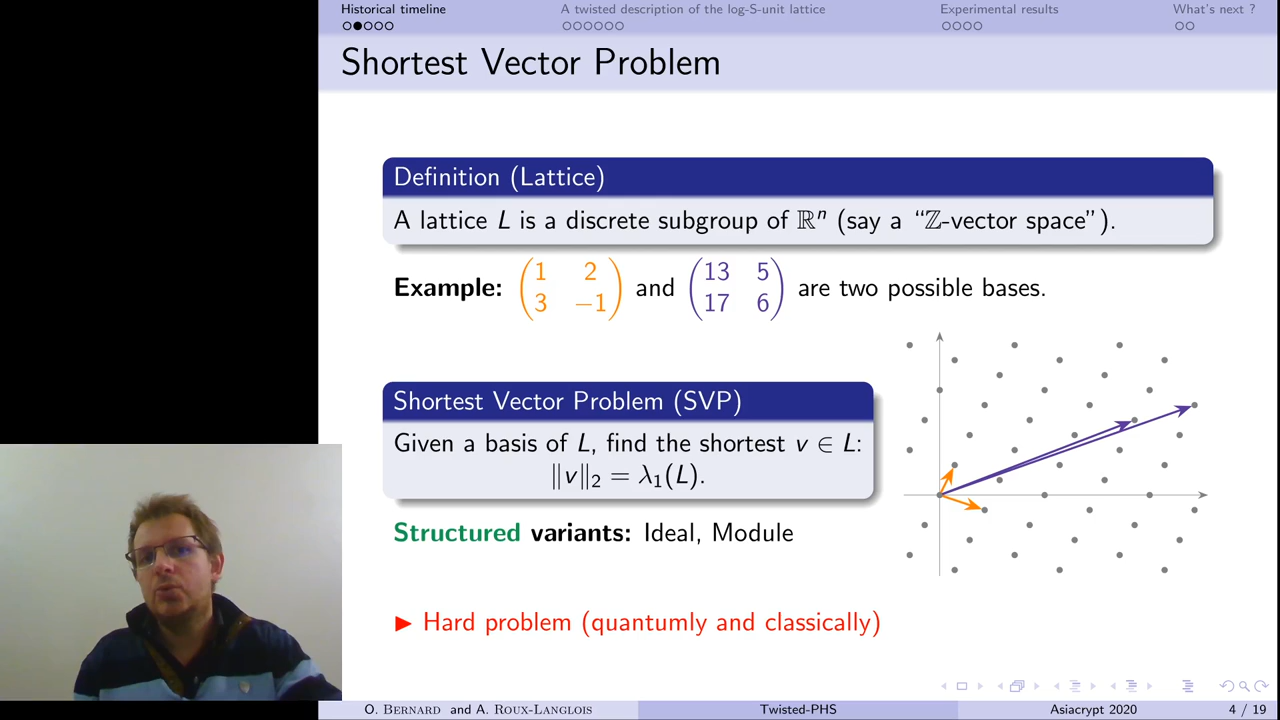 Historical timeline
A twisted description of the log-S-unit lattice
Experimental results
What's next ?
Shortest Vector Problem
Definition (Lattice)
A lattice L is a discrete subgroup of ℝⁿ (say a “ℤ-vector space”).
Example: (1 2 / 3 −1) and (13 5 / 17 6) are two possible bases.
Shortest Vector Problem (SVP)
Given a basis of L, find the shortest v ∈ L:
‖v‖₂ = λ₁(L).
Structured variants: Ideal, Module
▶ Hard problem (quantumly and classically)
O. Bernard and A. Roux-Langlois
Twisted-PHS
Asiacrypt 2020
4 / 19